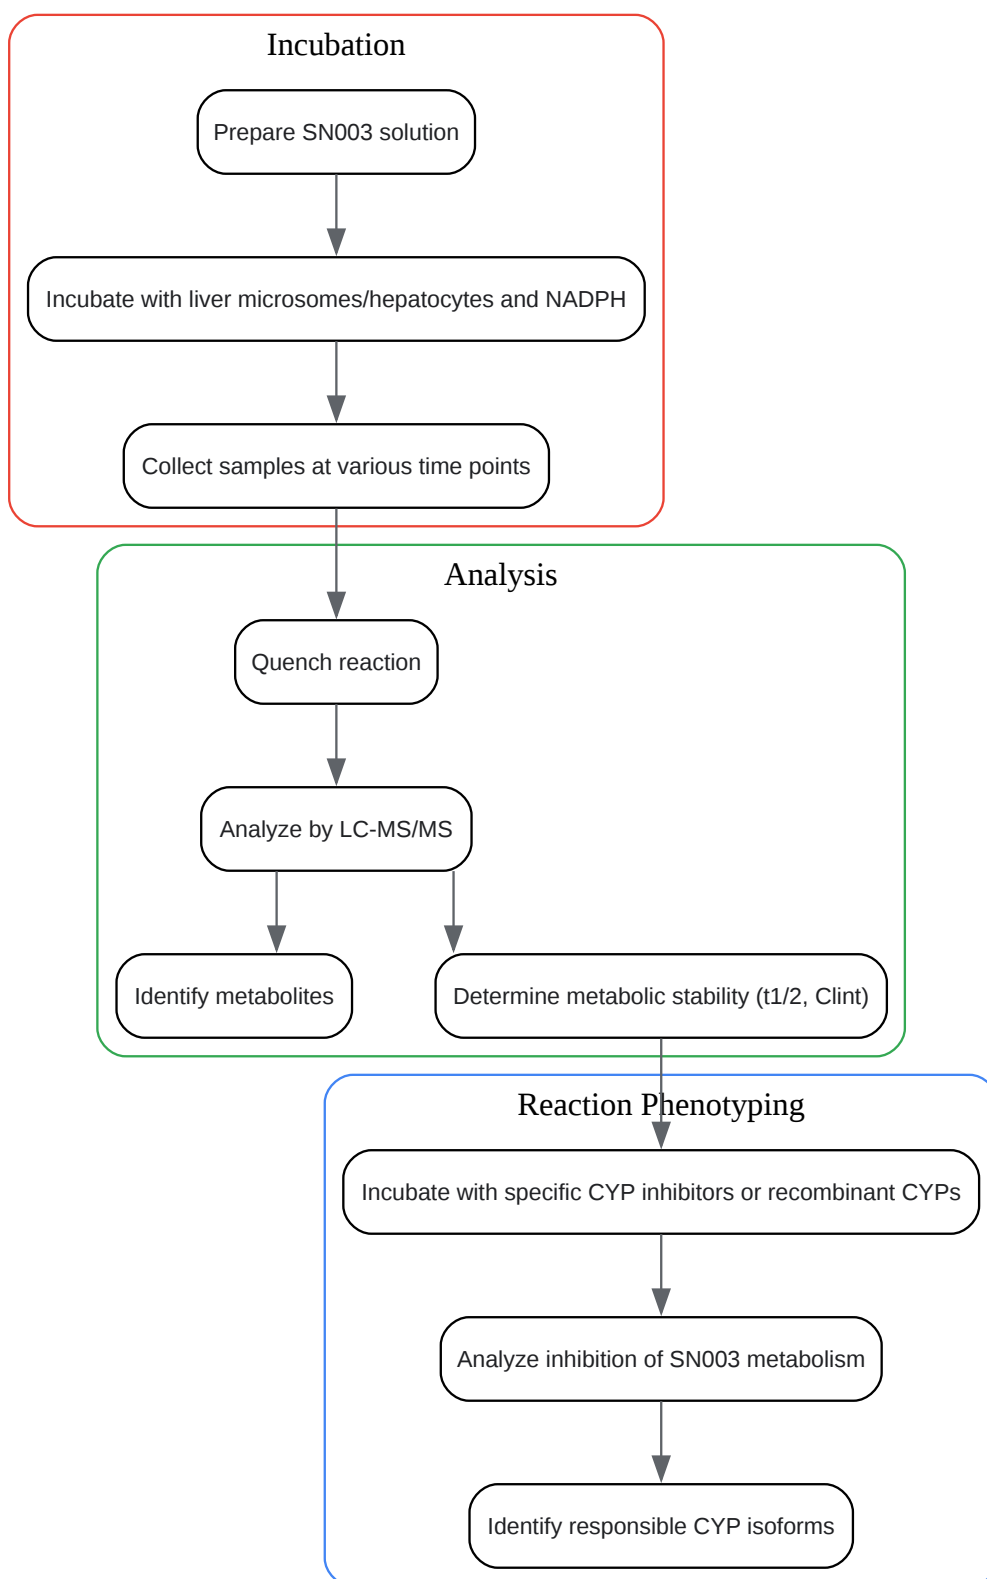 Incubation
Prepare SN003 solution
Incubate with liver microsomes/hepatocytes and NADPH
Collect samples at various time points
Analysis
Quench reaction
Analyze by LC-MS/MS
Identify metabolites
Determine metabolic stability (t1/2, Clint)
Reaction Phenotyping
Incubate with specific CYP inhibitors or recombinant CYPs
Analyze inhibition of SN003 metabolism
Identify responsible CYP isoforms